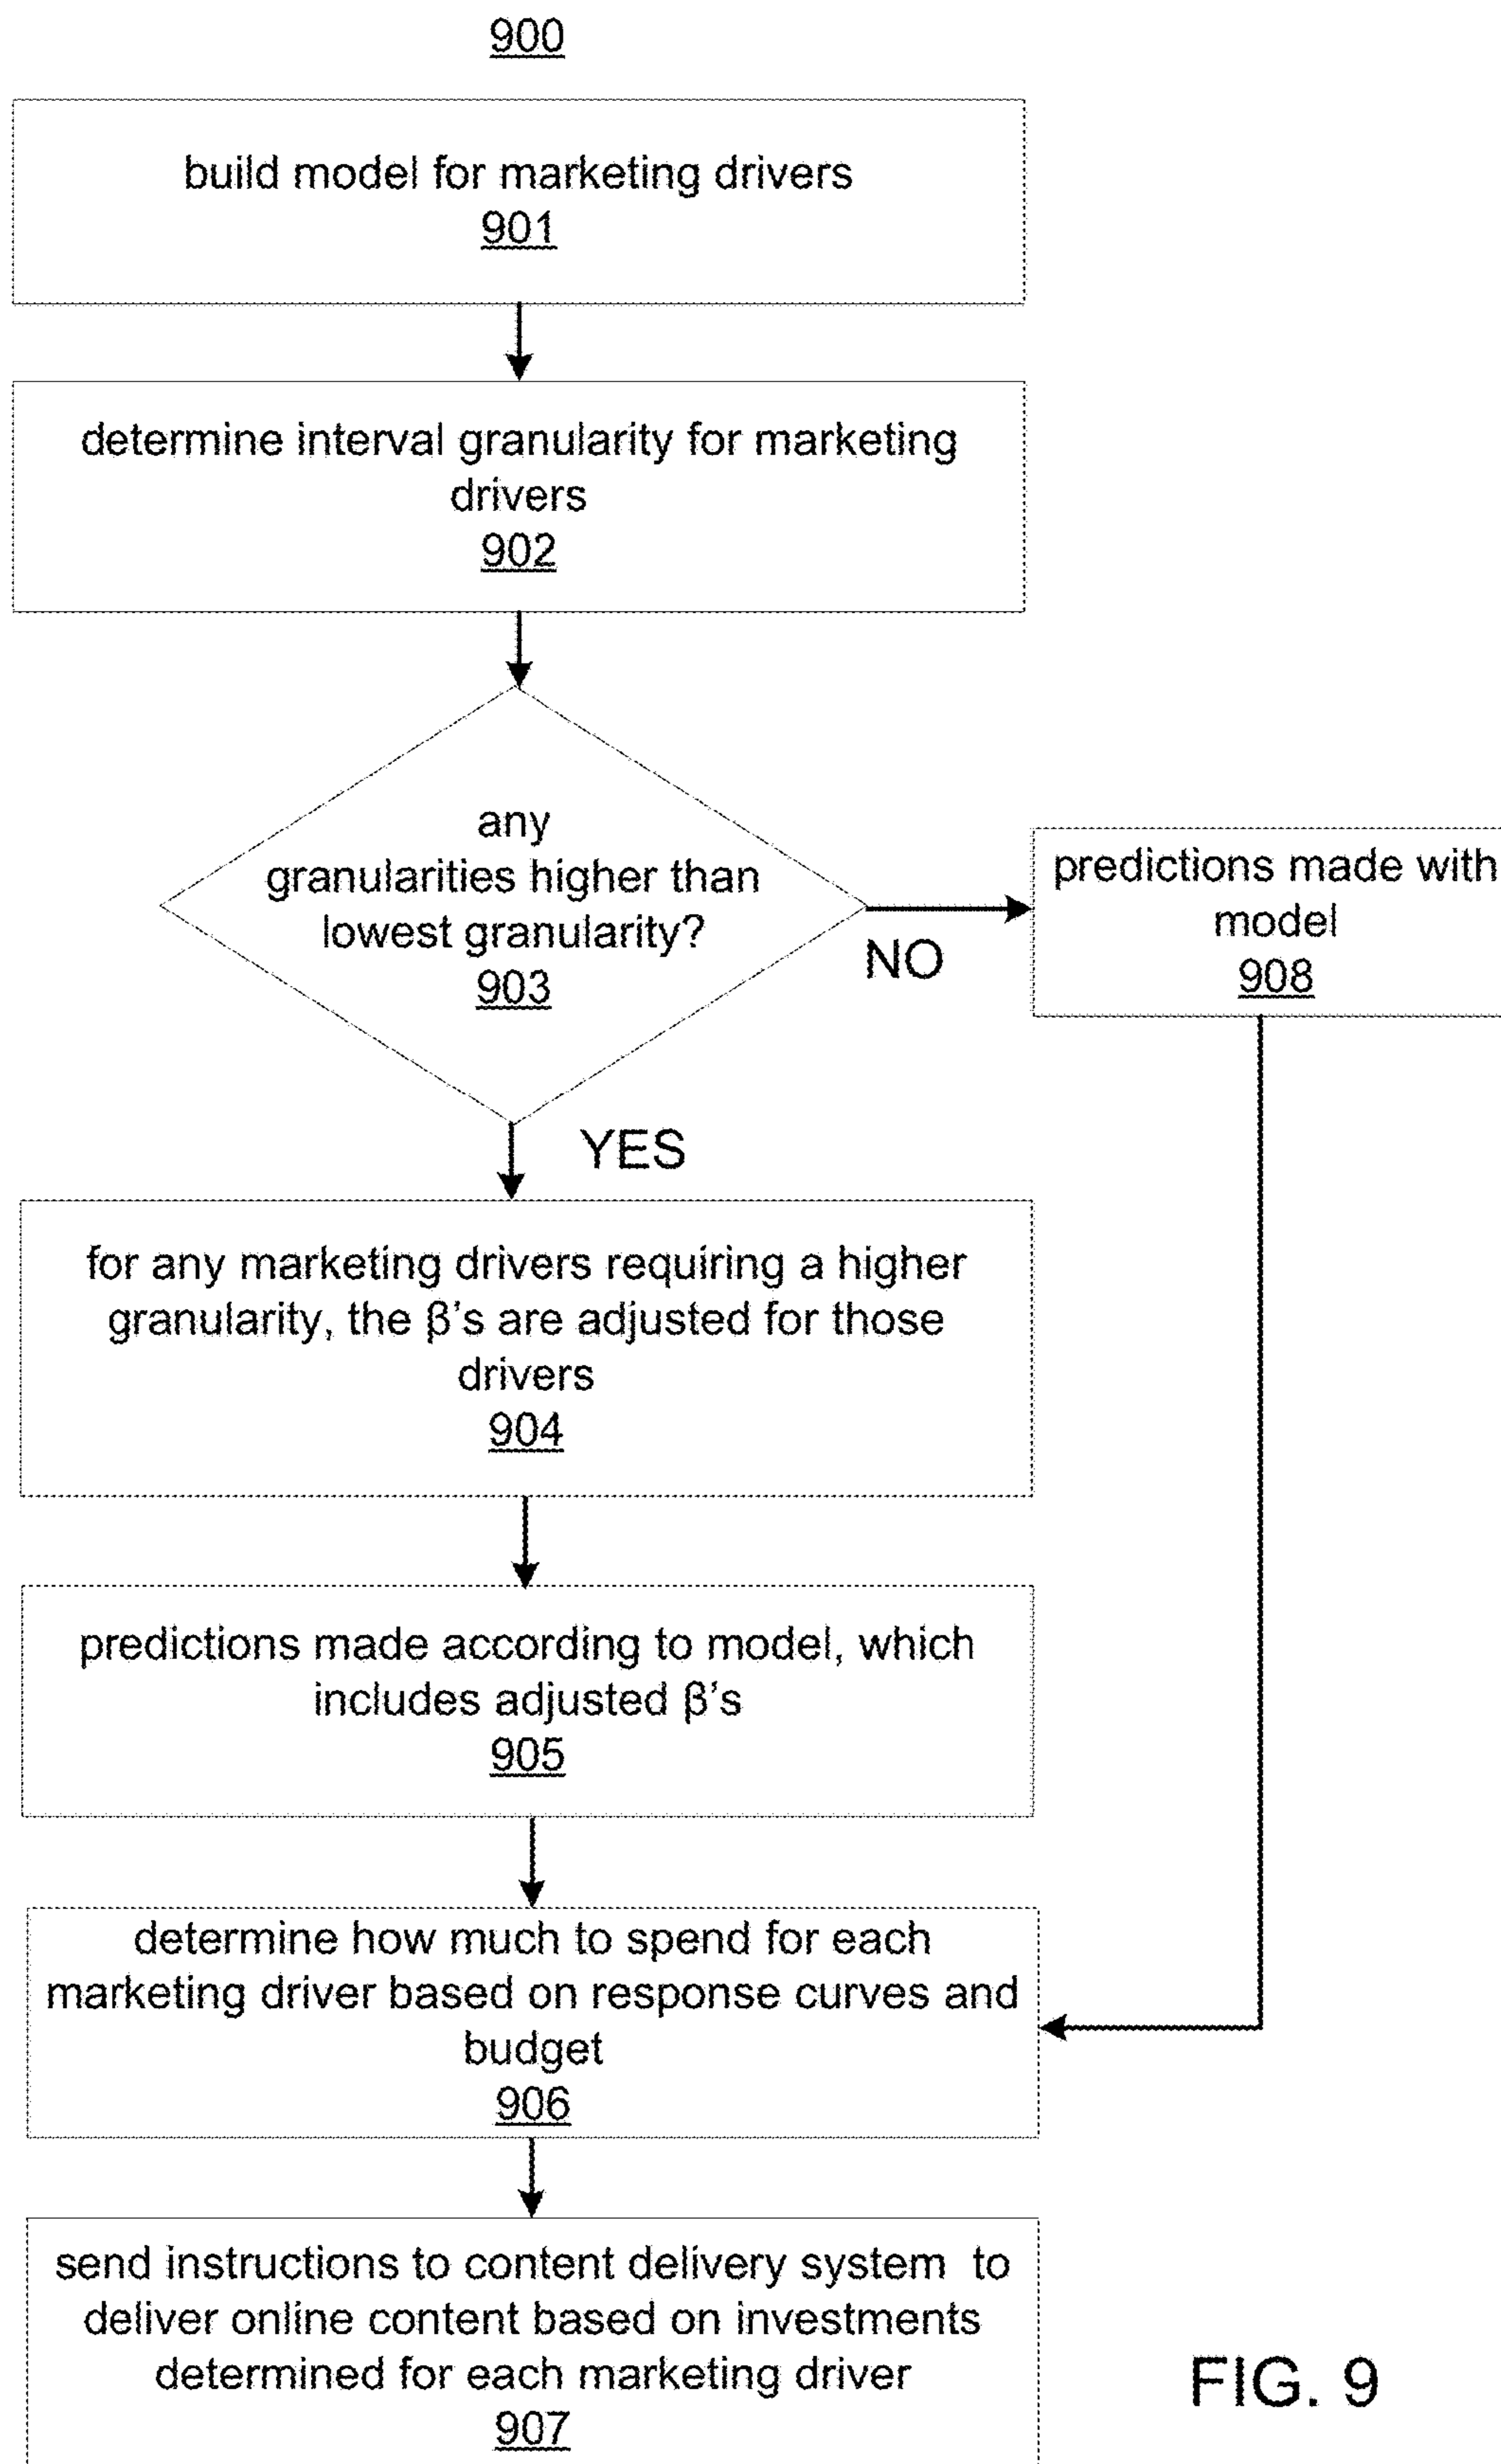 900
build model for marketing drivers
901
determine interval granularity for marketing
drivers
902
any
granularities higher than
lowest granularity?
903
NO
predictions made with
model
908
YES
for any marketing drivers requiring a higher
granularity, the β's are adjusted for those
drivers
904
predictions made according to model, which
includes adjusted β's
905
determine how much to spend for each
marketing driver based on response curves and
budget
906
send instructions to content delivery system to
deliver online content based on investments
determined for each marketing driver
907
FIG. 9